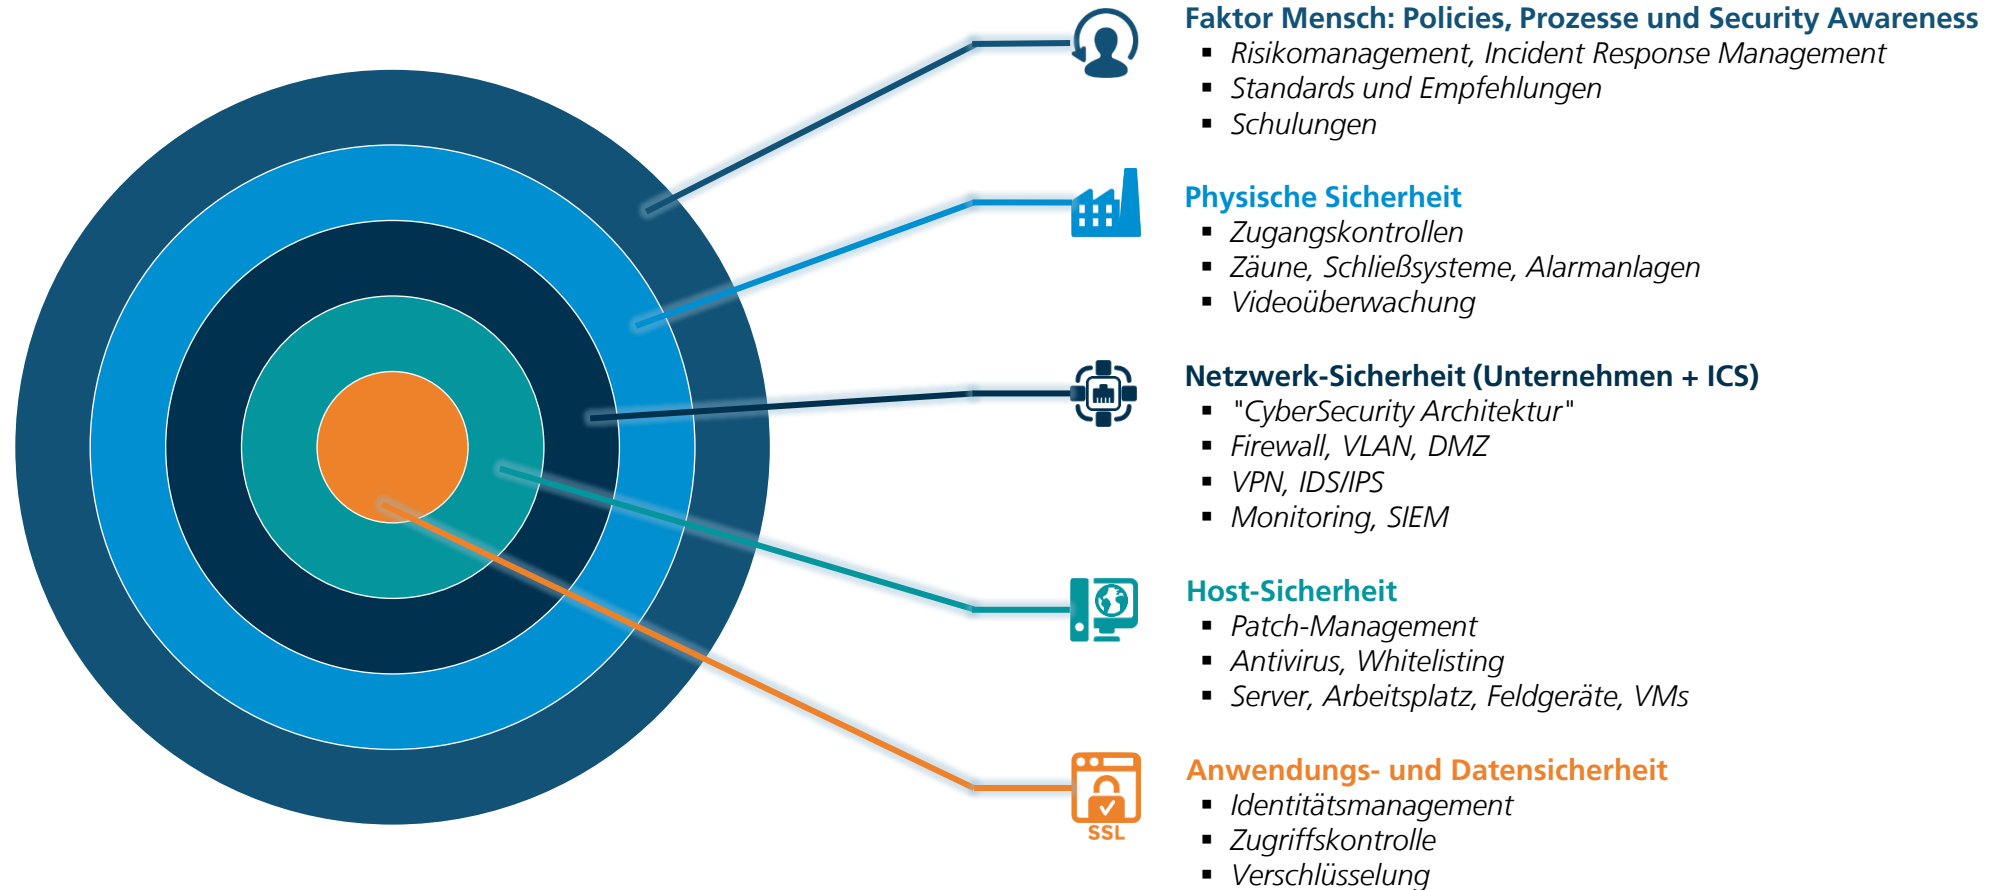 Faktor Mensch: Policies, Prozesse und Security Awareness
▪ Risikomanagement, Incident Response Management
▪ Standards und Empfehlungen
▪ Schulungen
Physische Sicherheit
▪ Zugangskontrollen
▪ Zäune, Schließsysteme, Alarmanlagen
▪ Videoüberwachung
Netzwerk-Sicherheit (Unternehmen + ICS)
▪ "CyberSecurity Architektur"
▪ Firewall, VLAN, DMZ
▪ VPN, IDS/IPS
▪ Monitoring, SIEM
Host-Sicherheit
▪ Patch-Management
▪ Antivirus, Whitelisting
▪ Server, Arbeitsplatz, Feldgeräte, VMs
SSL
Anwendungs- und Datensicherheit
▪ Identitätsmanagement
▪ Zugriffskontrolle
▪ Verschlüsselung